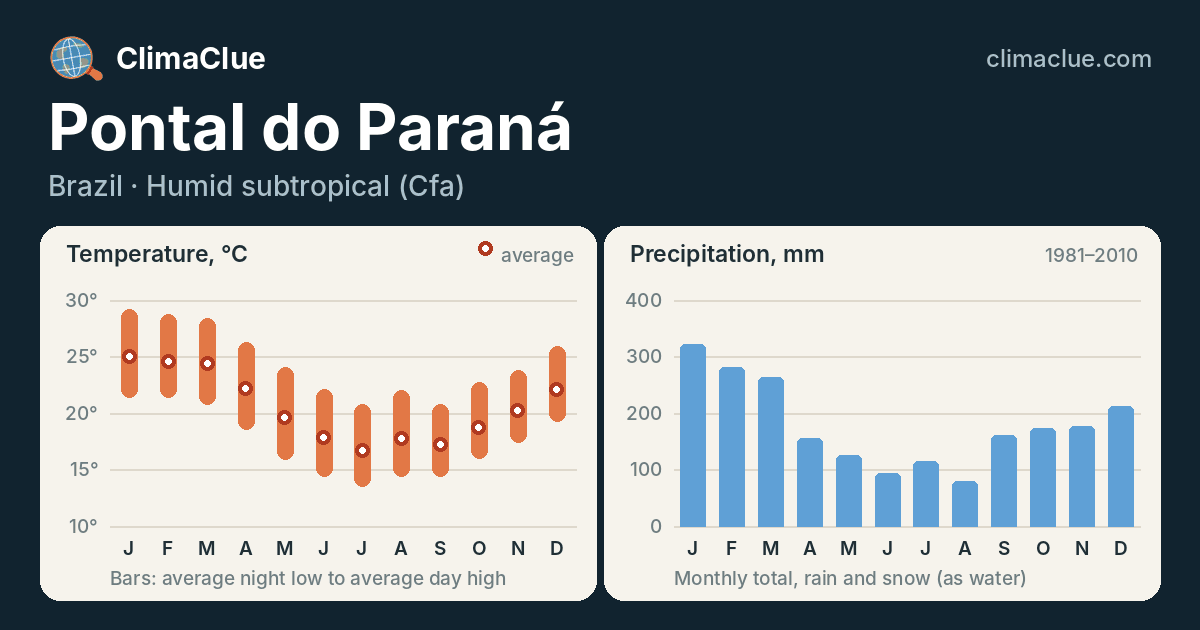 ClimaClue
climaclue.com
Pontal do Paraná
Brazil · Humid subtropical (Cfa)
Temperature, °C
average
30°
25°
20°
15°
10°
J F M A M J J A S O N D
Bars: average night low to average day high
Precipitation, mm
1981–2010
400
300
200
100
0
J F M A M J J A S O N D
Monthly total, rain and snow (as water)